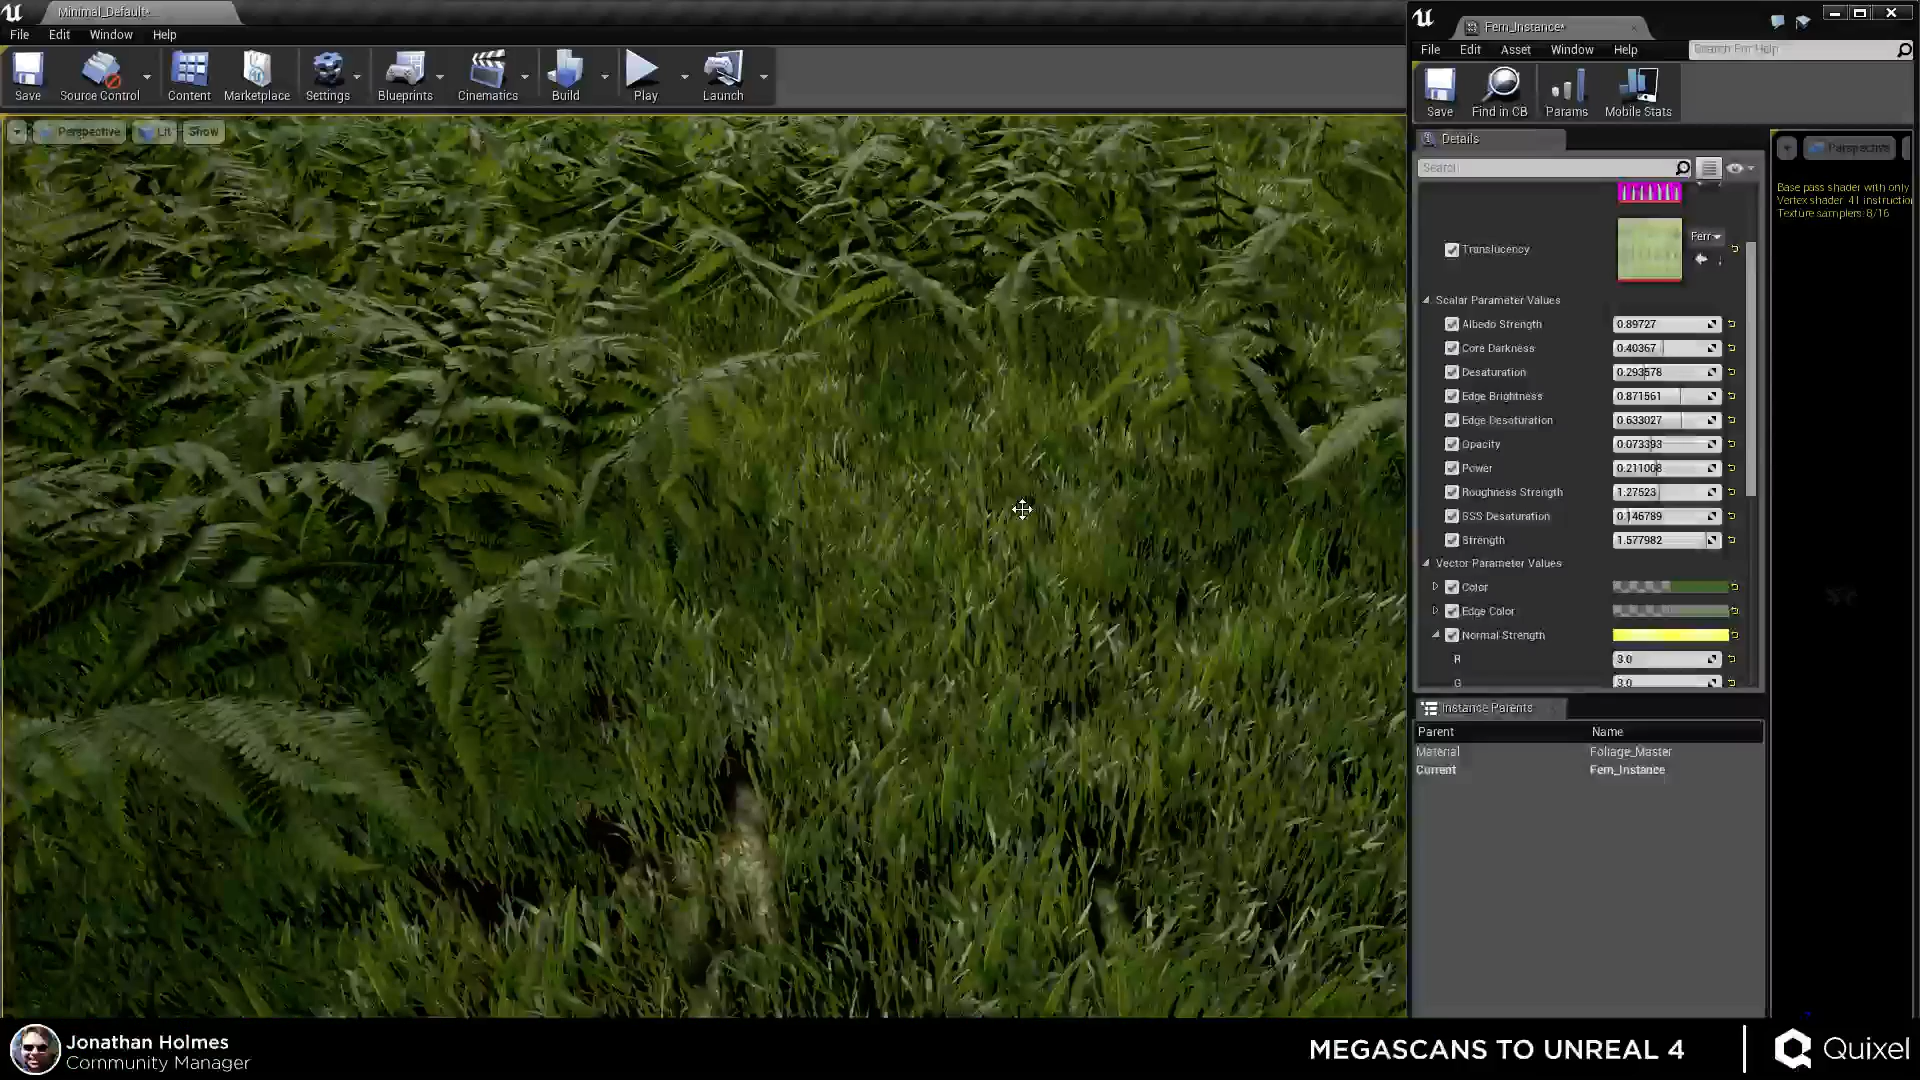 Minimal_Default•
File Edit Window Help
Save Source Control Content Marketplace Settings Blueprints Cinematics Build Play Launch
Perspective Lit Show
Fern_Instance•
File Edit Asset Window Help
Search For Help
Save Find in CB Params Mobile Stats
Details
Search
Translucency
Fern
Scalar Parameter Values
Albedo Strength 0.89727
Core Darkness 0.40367
Desaturation 0.293578
Edge Brightness 0.871561
Edge Desaturation 0.633027
Opacity 0.073393
Power 0.211008
Roughness Strength 1.27523
SSS Desaturation 0.146789
Strength 1.577982
Vector Parameter Values
Color
Edge Color
Normal Strength
R 3.0
G 3.0
Instance Parents
Parent Name
Material Foliage_Master
Current Fern_Instance
Perspective
Base pass shader with only
Vertex shader: 41 instructio
Texture samplers: 8/16
Jonathan Holmes
Community Manager
MEGASCANS TO UNREAL 4
Quixel